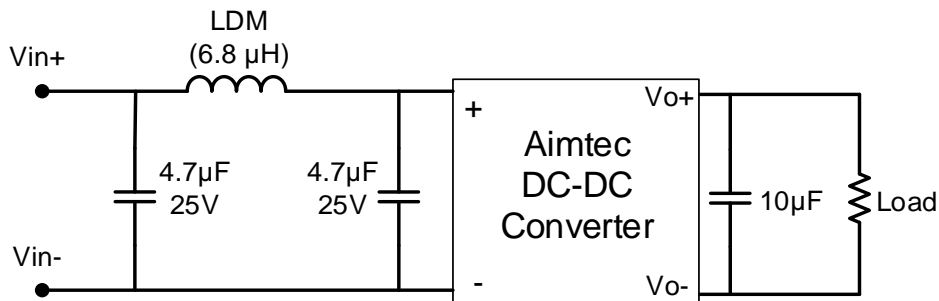 LDM
(6.8 µH)
Vin+
4.7µF
25V
4.7µF
25V
+
-
Aimtec
DC-DC
Converter
Vo+
Vo-
10µF
Load
Vin-